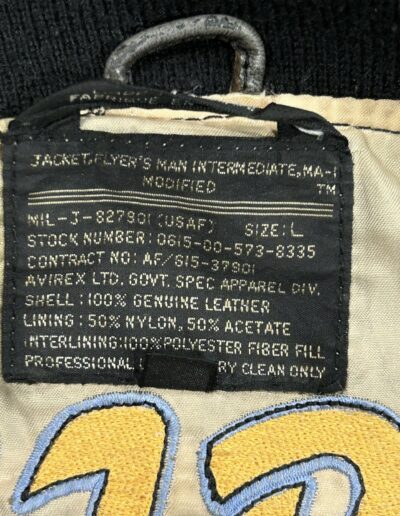 JACKET, FLYER'S MAN INTERMEDIATE, MA-1
MODIFIED TM
MIL-J-827901 (USAF) SIZE: L
STOCK NUMBER: 0615-00-573-8335
CONTRACT NO: AF/615-37901
AVIREX LTD. GOVT. SPEC APPAREL DIV.
SHELL: 100% GENUINE LEATHER
LINING: 50% NYLON, 50% ACETATE
INTERLINING: 100% POLYESTER FIBER FILL
PROFESSIONAL RY CLEAN ONLY